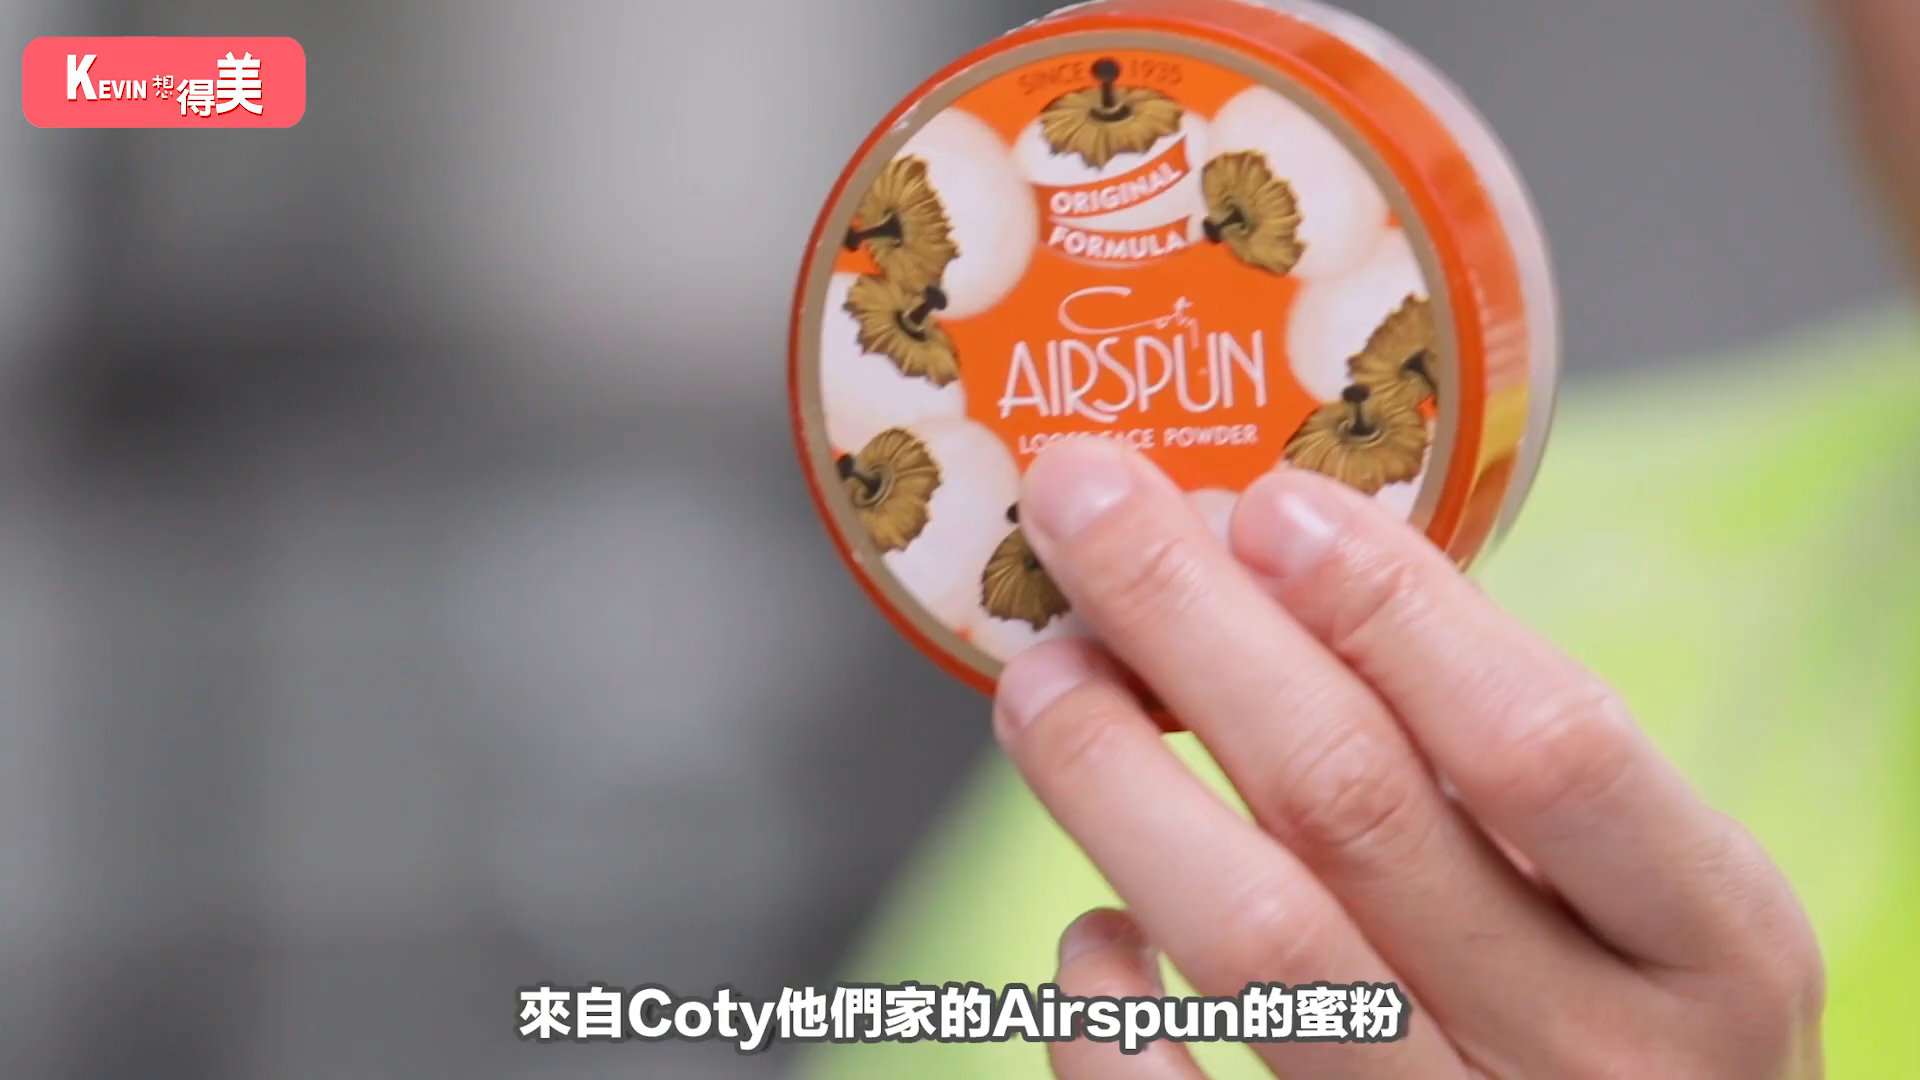 KEVIN想得美
SINCE 1935
ORIGINAL
FORMULA
Coty
AIRSPUN
LOOSE FACE POWDER
來自Coty他們家的Airspun的蜜粉